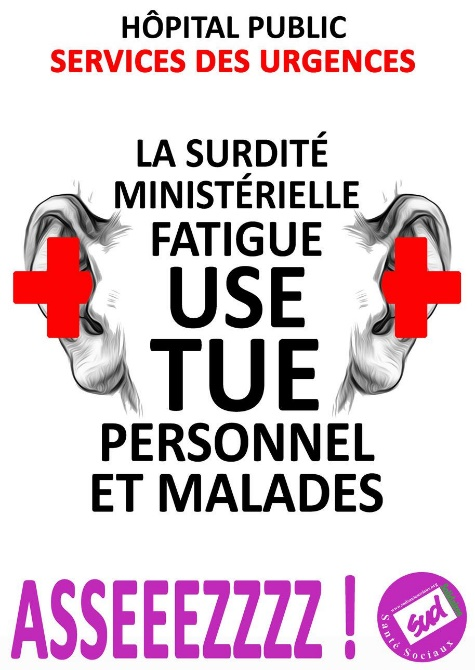 HÔPITAL PUBLIC
SERVICES DES URGENCES
LA SURDITÉ
MINISTÉRIELLE
FATIGUE
USE
TUE
PERSONNEL
ET MALADES
ASSEEEZZZZ !
sud
Santé Sociaux